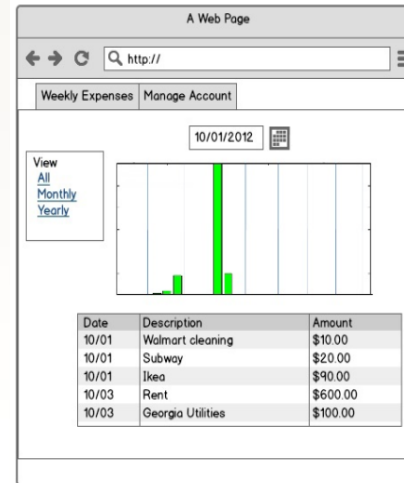 A Web Page
http://
Weekly Expenses Manage Account
10/01/2012
View
All
Monthly
Yearly
Date Description Amount
10/01 Walmart cleaning $10.00
10/01 Subway $20.00
10/01 Ikea $90.00
10/03 Rent $600.00
10/03 Georgia Utilities $100.00